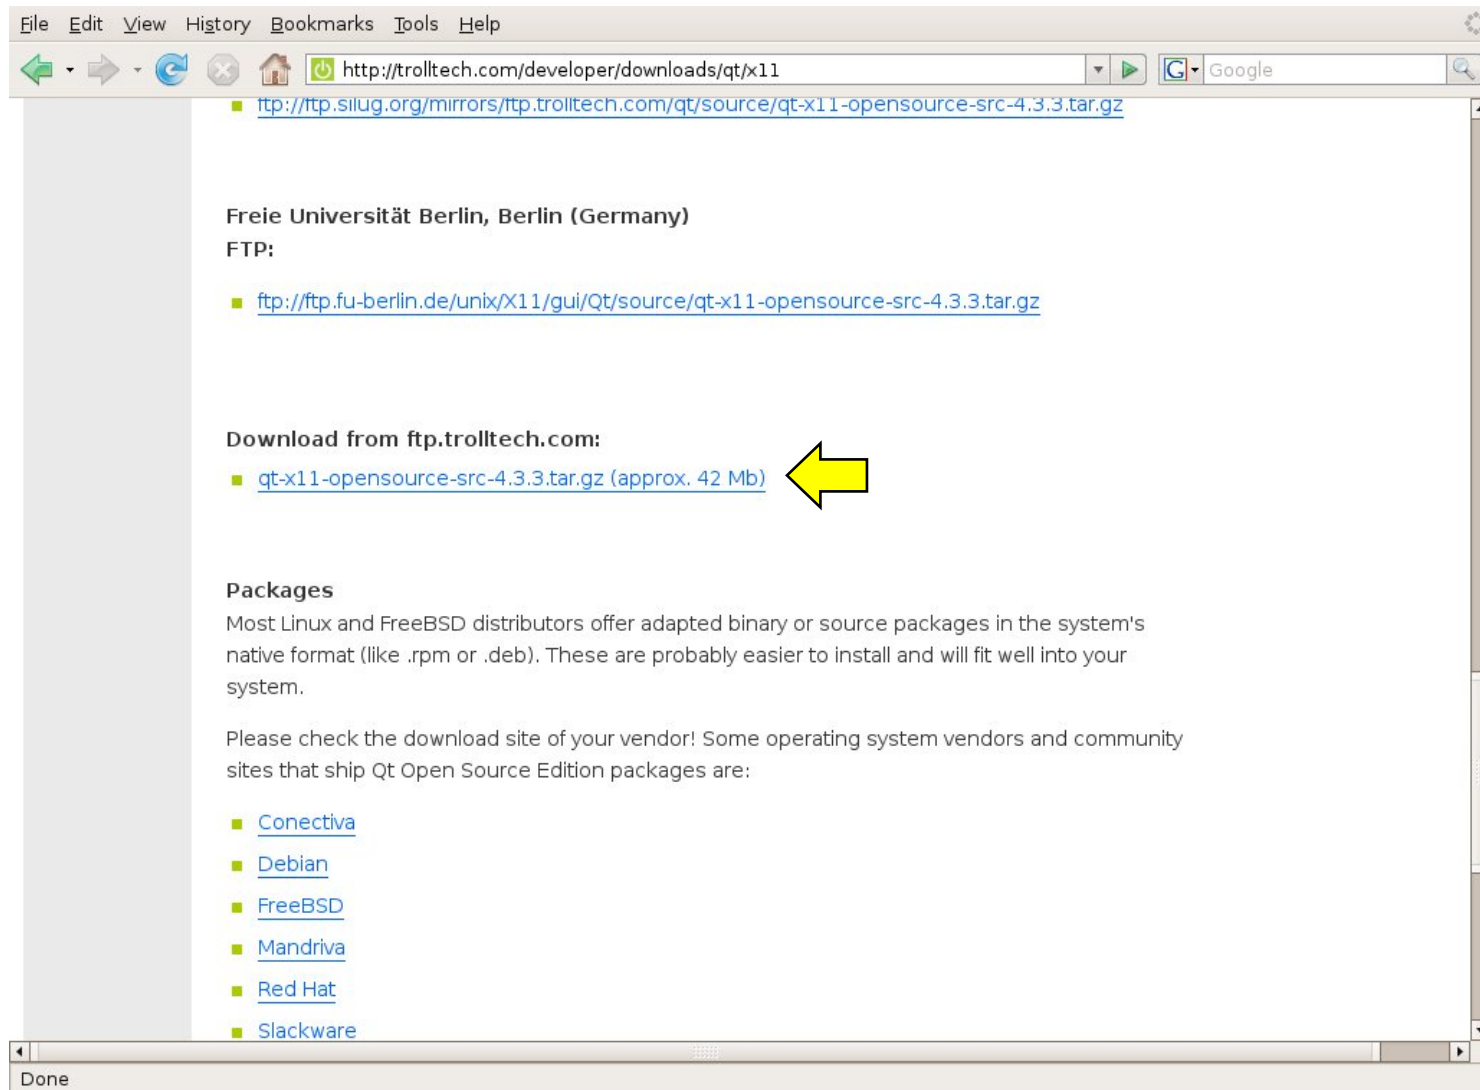 File Edit View History Bookmarks Tools Help
http://trolltech.com/developer/downloads/qt/x11
G Google
ftp://ftp.silug.org/mirrors/ftp.trolltech.com/qt/source/qt-x11-opensource-src-4.3.3.tar.gz
Freie Universität Berlin, Berlin (Germany)
FTP:
ftp://ftp.fu-berlin.de/unix/X11/gui/Qt/source/qt-x11-opensource-src-4.3.3.tar.gz
Download from ftp.trolltech.com:
qt-x11-opensource-src-4.3.3.tar.gz (approx. 42 Mb)
Packages
Most Linux and FreeBSD distributors offer adapted binary or source packages in the system's
native format (like .rpm or .deb). These are probably easier to install and will fit well into your
system.
Please check the download site of your vendor! Some operating system vendors and community
sites that ship Qt Open Source Edition packages are:
Conectiva
Debian
FreeBSD
Mandriva
Red Hat
Slackware
Done